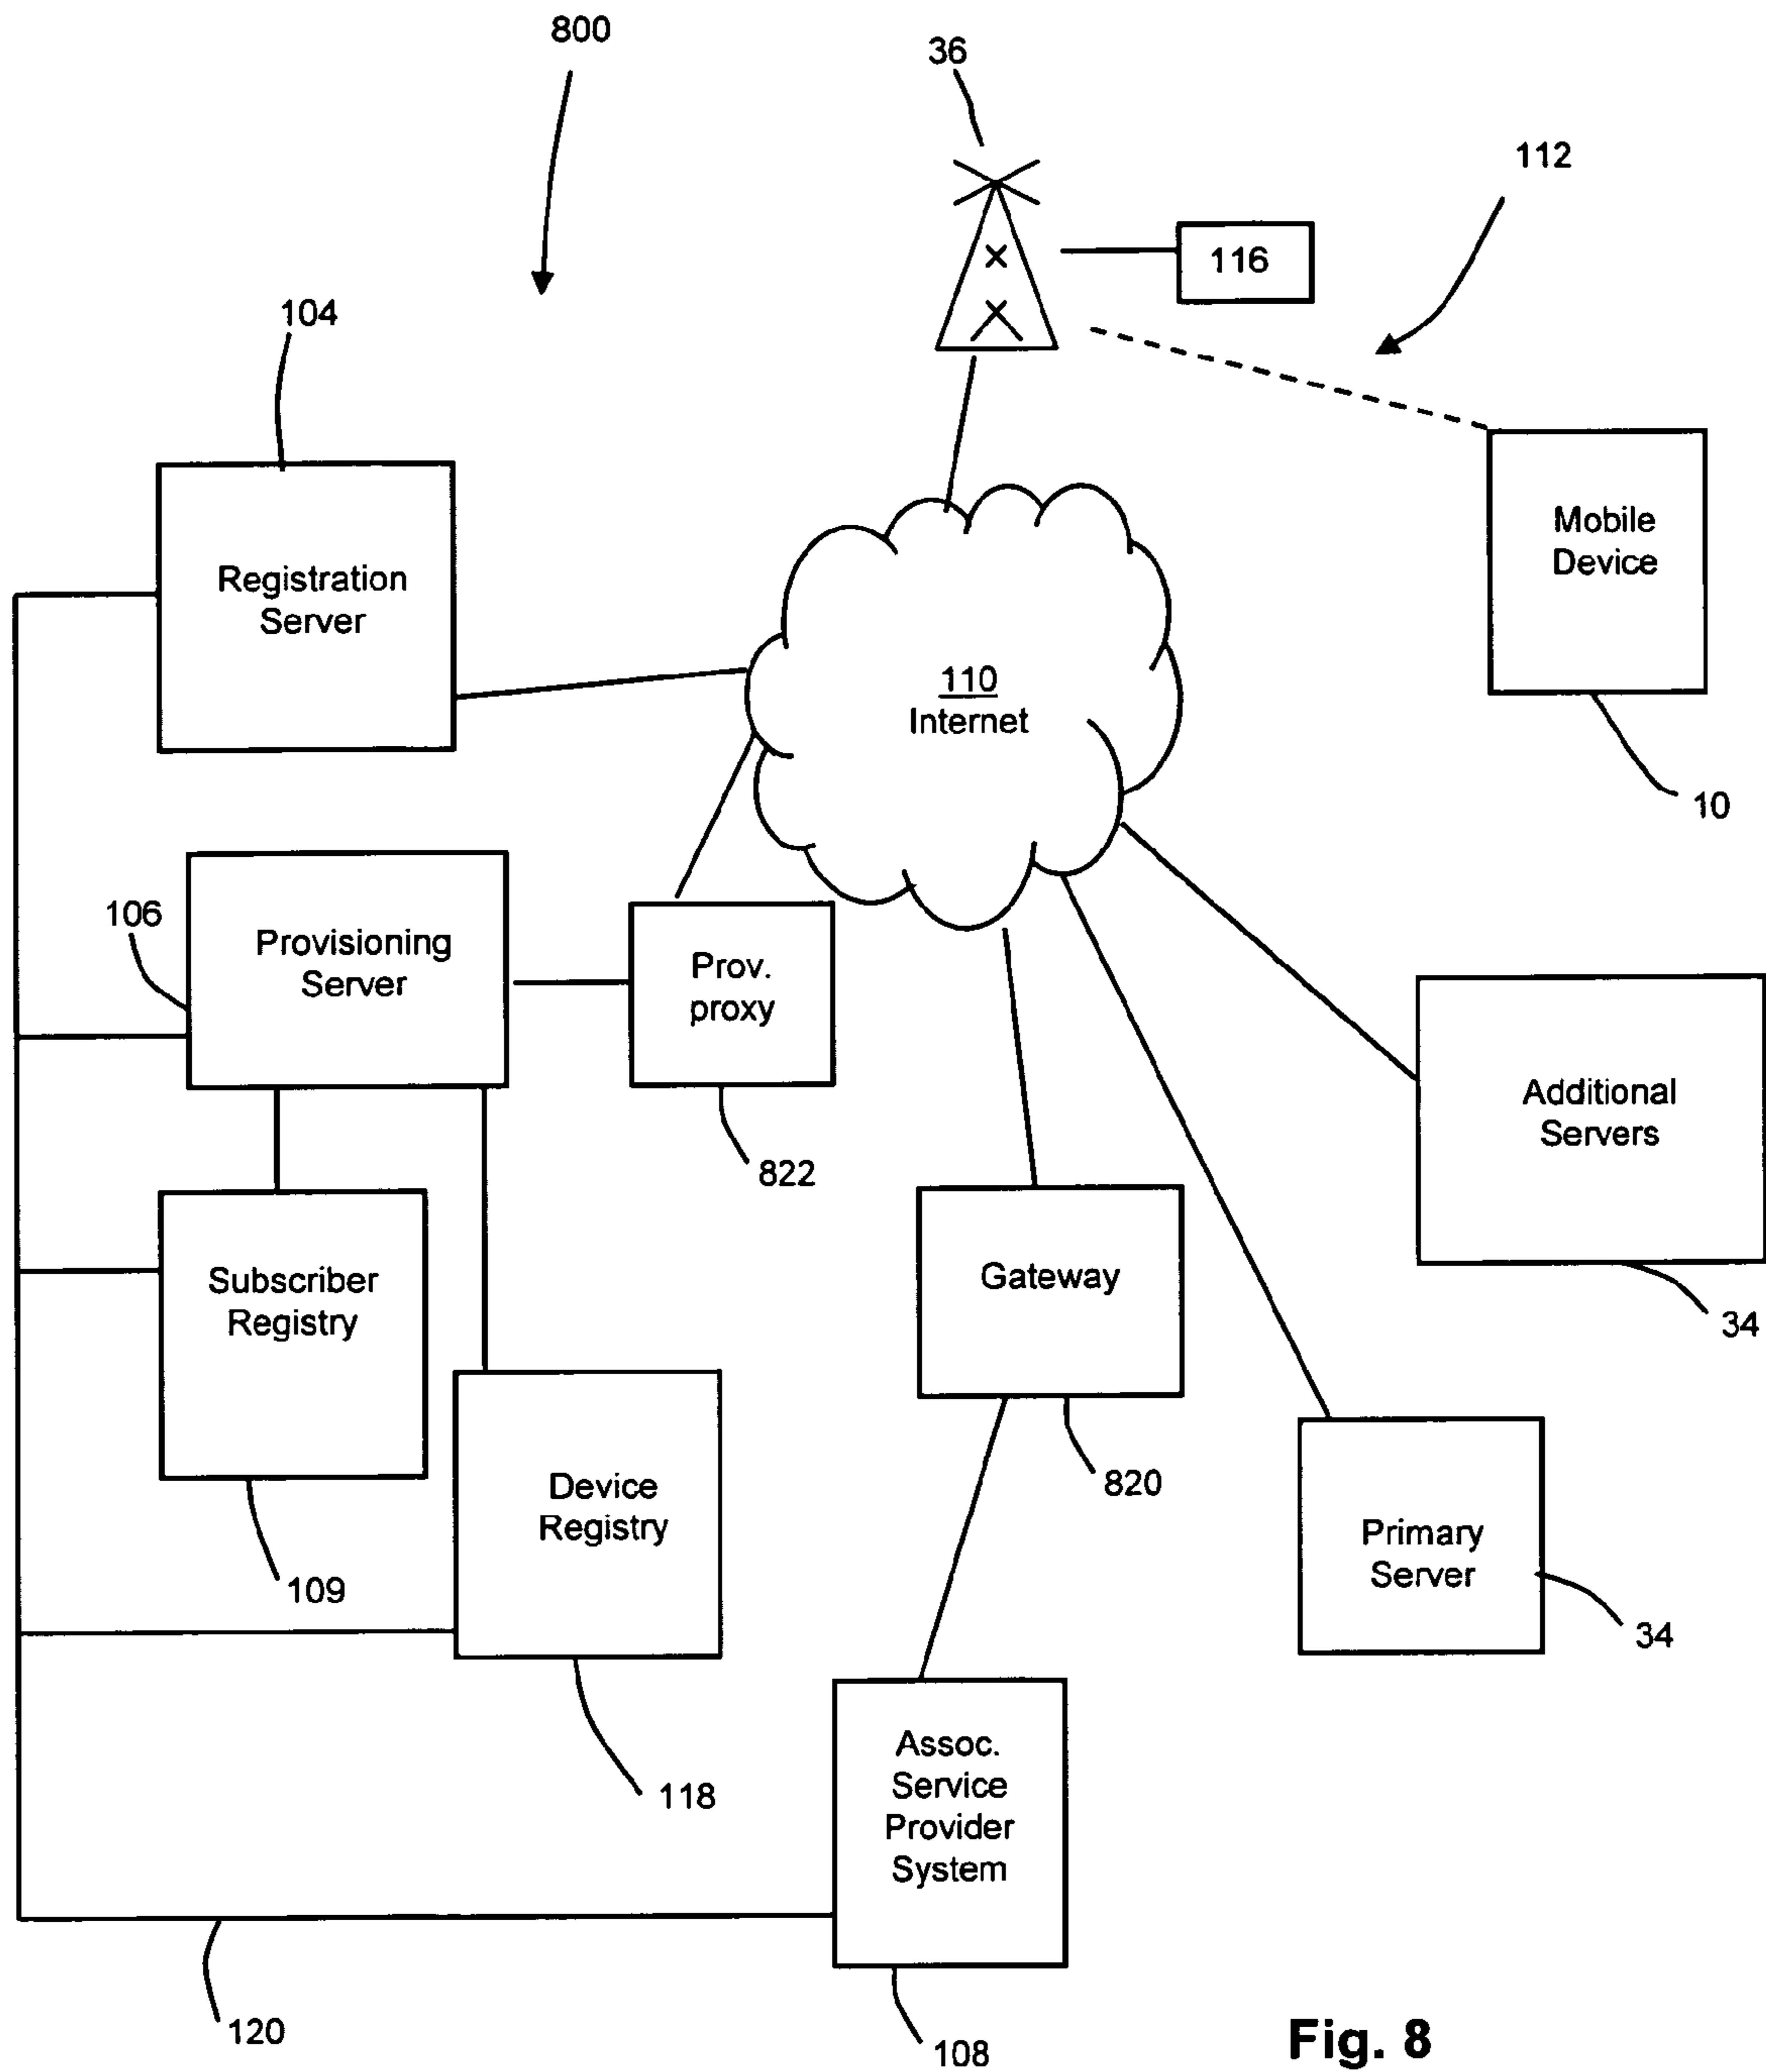 800
36
112
116
104
Mobile
Device
Registration
Server
110
Internet
10
106
Provisioning
Server
Prov.
proxy
Additional
Servers
822
Subscriber
Registry
Gateway
34
820
Device
Registry
Primary
Server
109
34
Assoc.
Service
Provider
System
118
120
108
Fig. 8